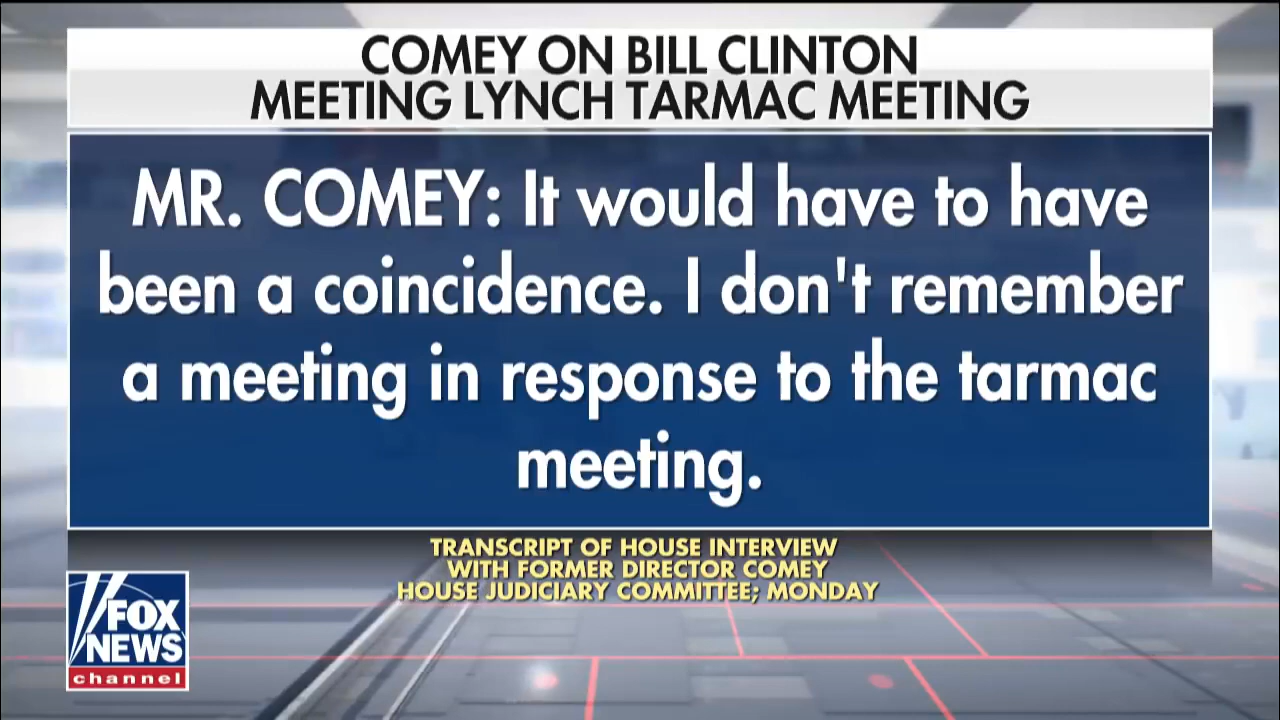 COMEY ON BILL CLINTON
MEETING LYNCH TARMAC MEETING
MR. COMEY: It would have to have
been a coincidence. I don't remember
a meeting in response to the tarmac
meeting.
TRANSCRIPT OF HOUSE INTERVIEW
WITH FORMER DIRECTOR COMEY
HOUSE JUDICIARY COMMITTEE; MONDAY
FOX
NEWS
channel